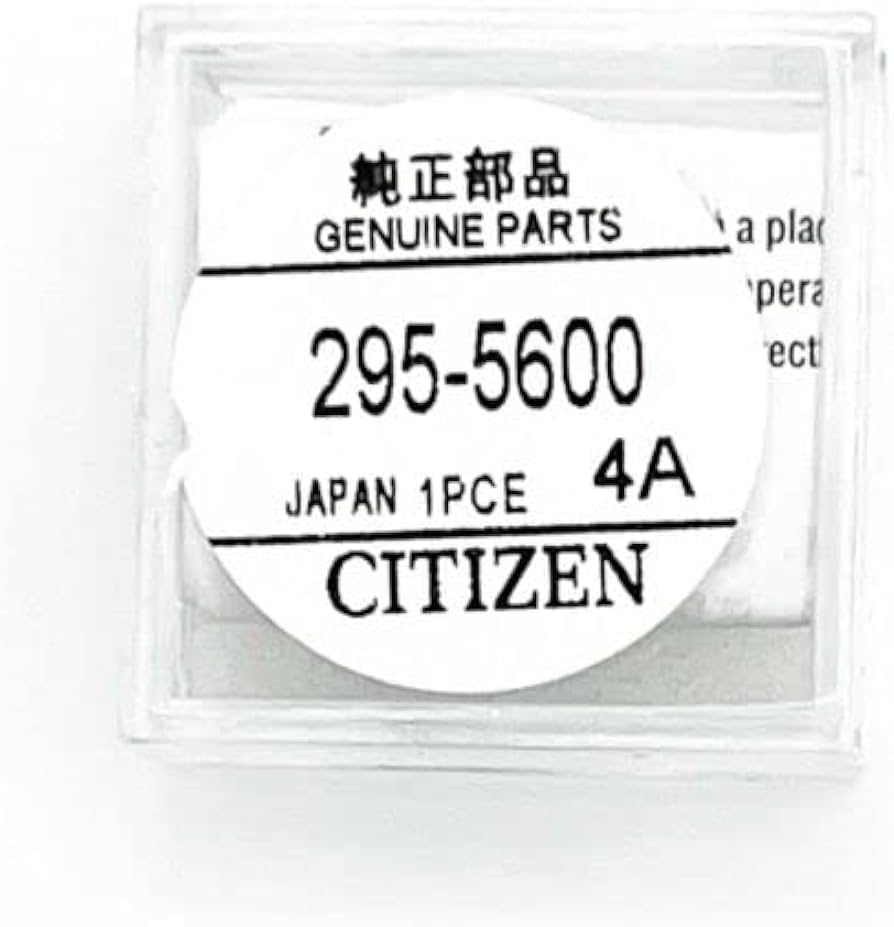 純正部品
GENUINE PARTS
295-5600
JAPAN 1PCE 4A
CITIZEN
a